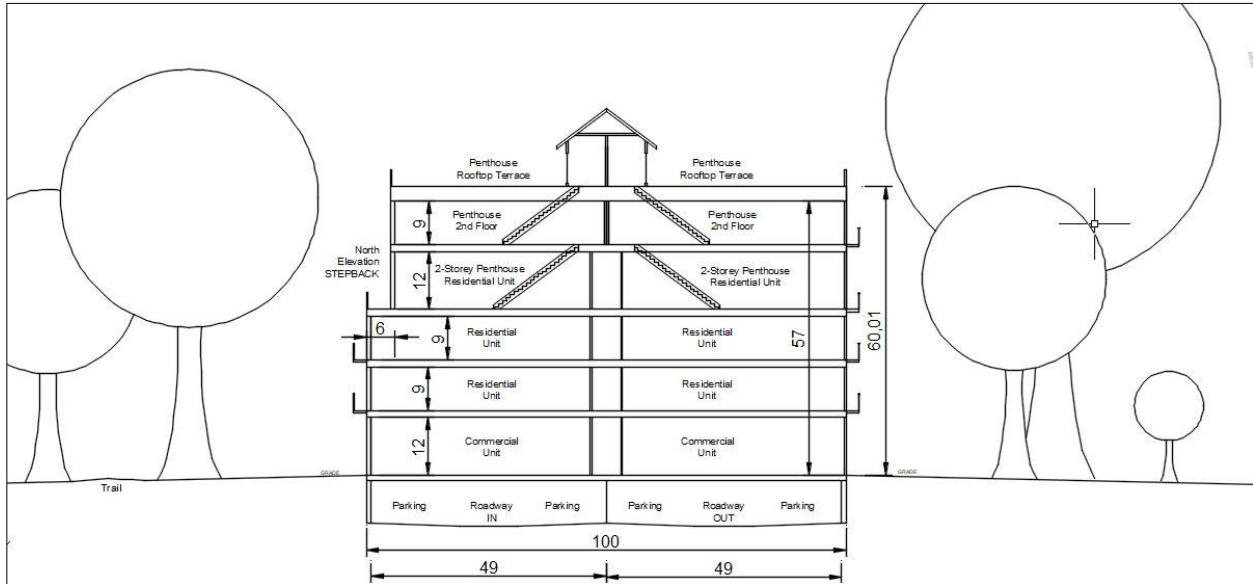 Penthouse
Rooftop Terrace
Penthouse
Rooftop Terrace
9
Penthouse
2nd Floor
Penthouse
2nd Floor
North
Elevation
STEPBACK
12
2-Storey Penthouse
Residential Unit
2-Storey Penthouse
Residential Unit
6
9
Residential
Unit
Residential
Unit
57
60,01
9
Residential
Unit
Residential
Unit
12
Commercial
Unit
Commercial
Unit
GRADE
GRADE
Trail
Parking
Roadway
IN
Parking
Parking
Roadway
OUT
Parking
100
49
49